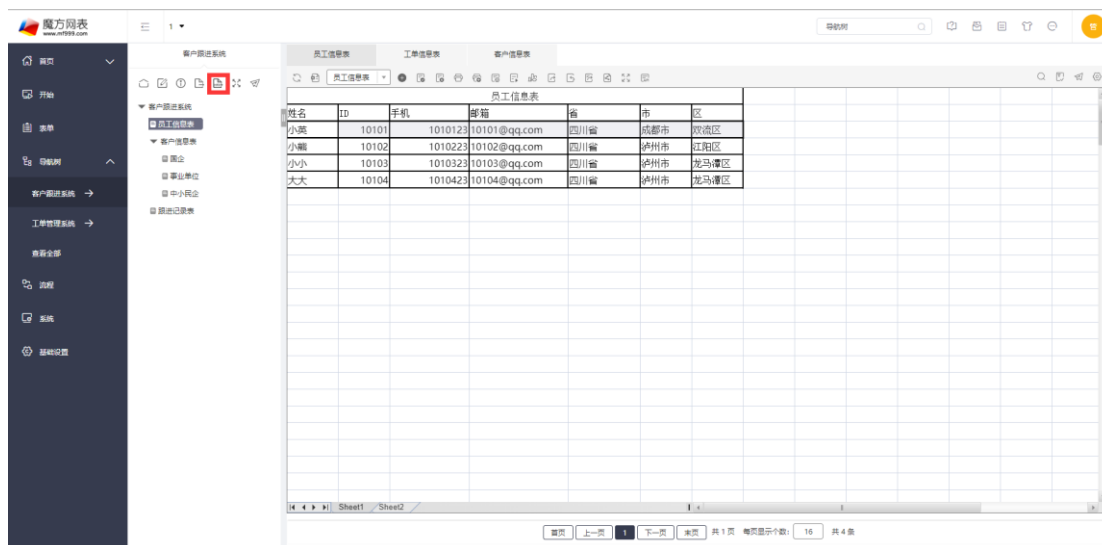 魔方网表
www.mf999.com
1
导航树
首页
开始
表单
导航树
客户跟进系统
工单管理系统
查看全部
流程
系统
基础设置
客户跟进系统
客户跟进系统
员工信息表
客户信息表
国企
事业单位
中小民企
跟进记录表
员工信息表 工单信息表 客户信息表
员工信息表
员工信息表
姓名 ID 手机 邮箱 省 市 区
小英 10101 1010123 10101@qq.com 四川省 成都市 双流区
小熊 10102 1010223 10102@qq.com 四川省 泸州市 江阳区
小小 10103 1010323 10103@qq.com 四川省 泸州市 龙马潭区
大大 10104 1010423 10104@qq.com 四川省 泸州市 龙马潭区
Sheet1 Sheet2
首页 上一页 1 下一页 末页 共1页 每页显示个数: 16 共4条